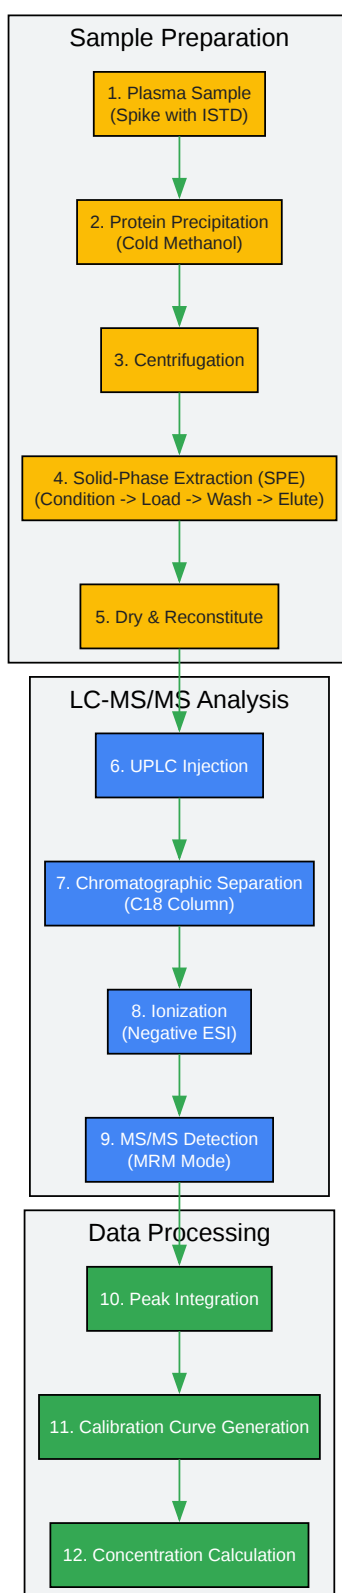 Sample Preparation
1. Plasma Sample
(Spike with ISTD)
2. Protein Precipitation
(Cold Methanol)
3. Centrifugation
4. Solid-Phase Extraction (SPE)
(Condition -> Load -> Wash -> Elute)
5. Dry & Reconstitute
LC-MS/MS Analysis
6. UPLC Injection
7. Chromatographic Separation
(C18 Column)
8. Ionization
(Negative ESI)
9. MS/MS Detection
(MRM Mode)
Data Processing
10. Peak Integration
11. Calibration Curve Generation
12. Concentration Calculation